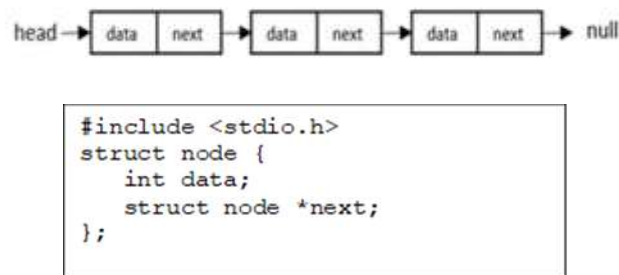 head data next data next data next null
#include <stdio.h>
struct node {
   int data;
   struct node *next;
};